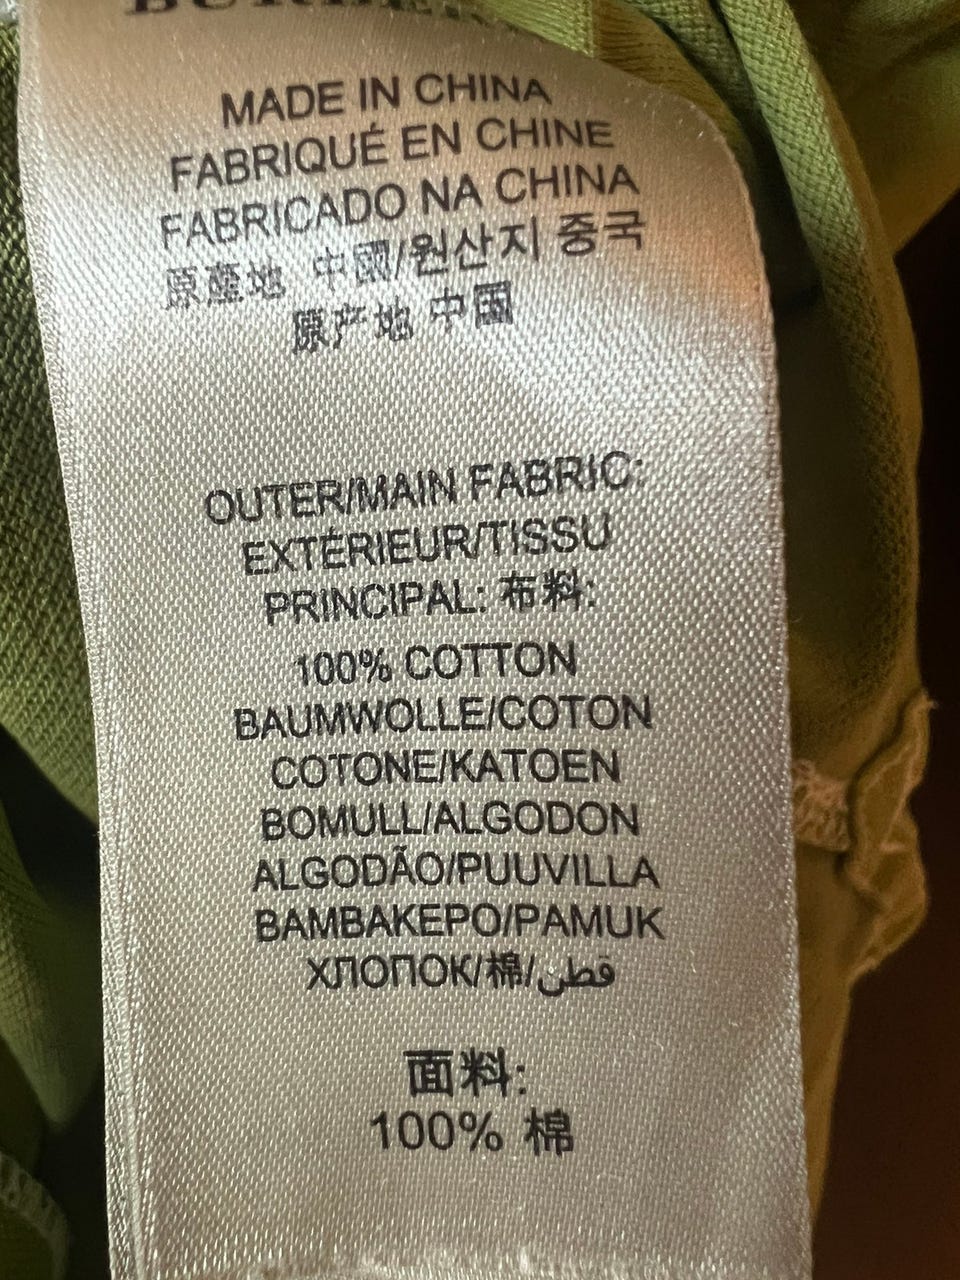 MADE IN CHINA
FABRIQUÉ EN CHINE
FABRICADO NA CHINA
原產地 中國/원산지 중국
原产地 中国
OUTER/MAIN FABRIC:
EXTÉRIEUR/TISSU
PRINCIPAL: 布料:
100% COTTON
BAUMWOLLE/COTON
COTONE/KATOEN
BOMULL/ALGODON
ALGODÃO/PUUVILLA
ΒΑΜΒΑΚΕΡΟ/PAMUK
ХЛОПОК/棉/قطن
面料:
100% 棉